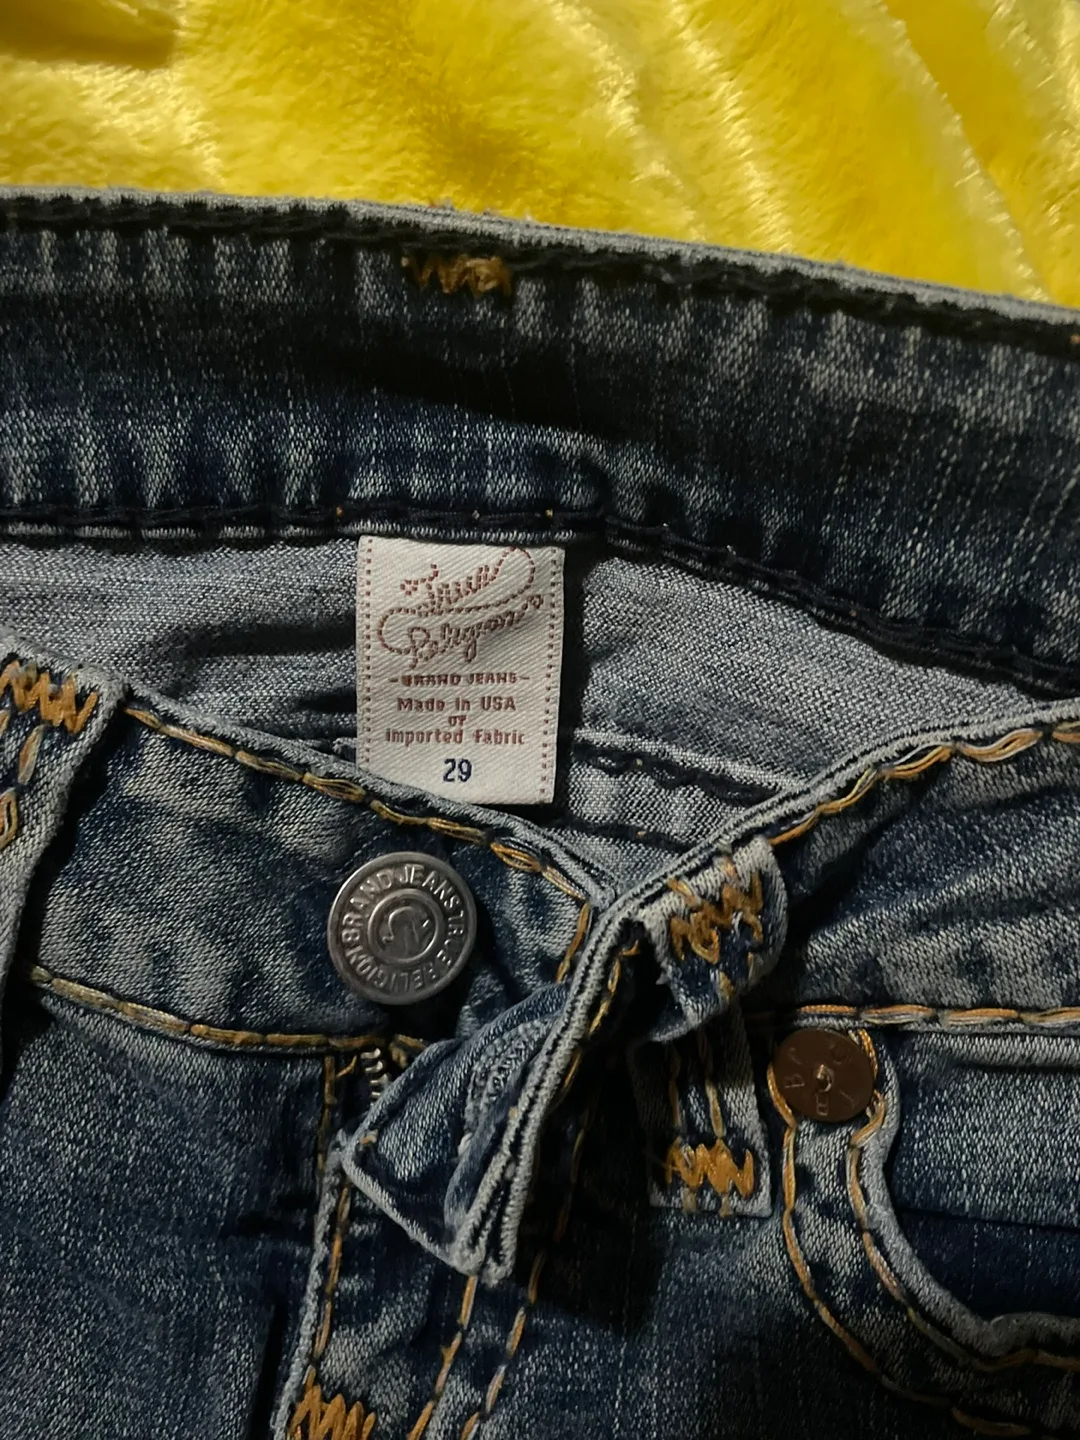 True
Religion
-BRAND JEANS-
Made in USA
OF
imported fabric
29
BRAND JEANS TRUE RELIGION